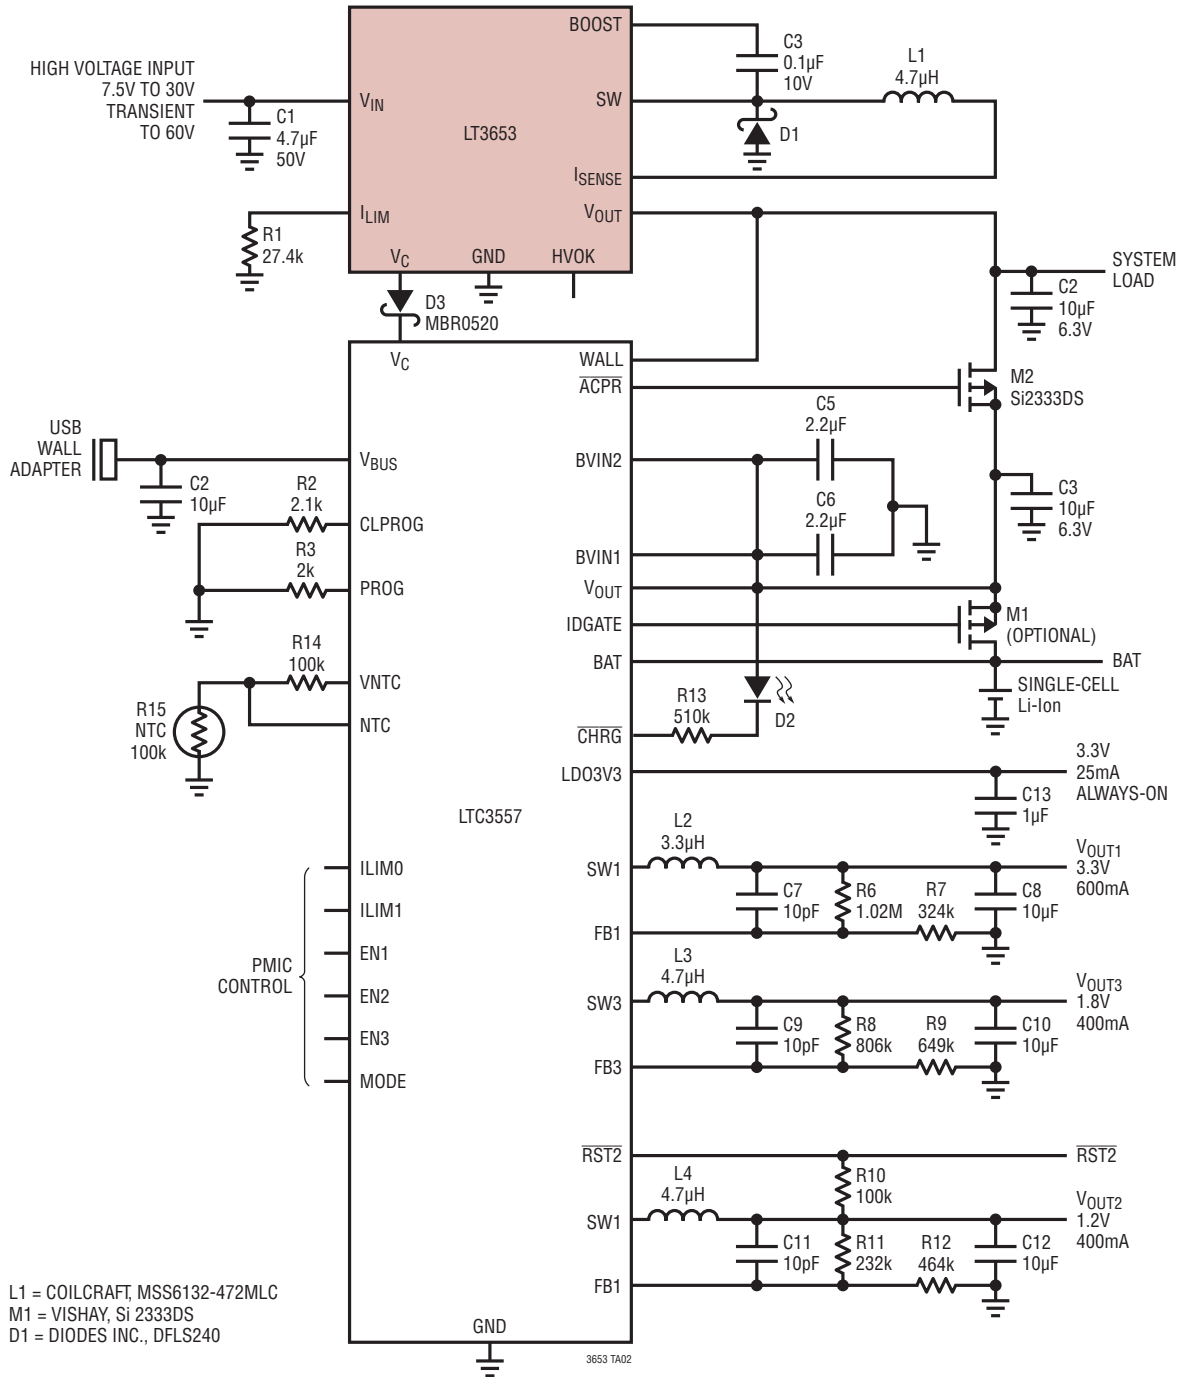 BOOST
C3
0.1µF
10V
L1
4.7µH
HIGH VOLTAGE INPUT
7.5V TO 30V
TRANSIENT
TO 60V
VIN
SW
C1
4.7µF
50V
LT3653
D1
ISENSE
ILIM
VOUT
R1
27.4k
VC
GND
HVOK
SYSTEM
LOAD
C2
10µF
6.3V
D3
MBR0520
VC
WALL
ACPR
M2
Si2333DS
USB
WALL
ADAPTER
VBUS
C2
10µF
BVIN2
C5
2.2µF
C6
2.2µF
C3
10µF
6.3V
R2
2.1k
CLPROG
R3
2k
PROG
BVIN1
VOUT
IDGATE
M1
(OPTIONAL)
R14
100k
VNTC
BAT
BAT
SINGLE-CELL
Li-Ion
R15
NTC
100k
NTC
R13
510k
D2
CHRG
LDO3V3
3.3V
25mA
ALWAYS-ON
C13
1µF
LTC3557
L2
3.3µH
SW1
VOUT1
3.3V
600mA
C7
10pF
R6
1.02M
R7
324k
C8
10µF
FB1
ILIM0
ILIM1
EN1
EN2
EN3
MODE
PMIC
CONTROL
L3
4.7µH
SW3
VOUT3
1.8V
400mA
C9
10pF
R8
806k
R9
649k
C10
10µF
FB3
RST2
RST2
R10
100k
L4
4.7µH
SW1
VOUT2
1.2V
400mA
C11
10pF
R11
232k
R12
464k
C12
10µF
FB1
L1 = COILCRAFT, MSS6132-472MLC
M1 = VISHAY, Si 2333DS
D1 = DIODES INC., DFLS240
GND
3653 TA02